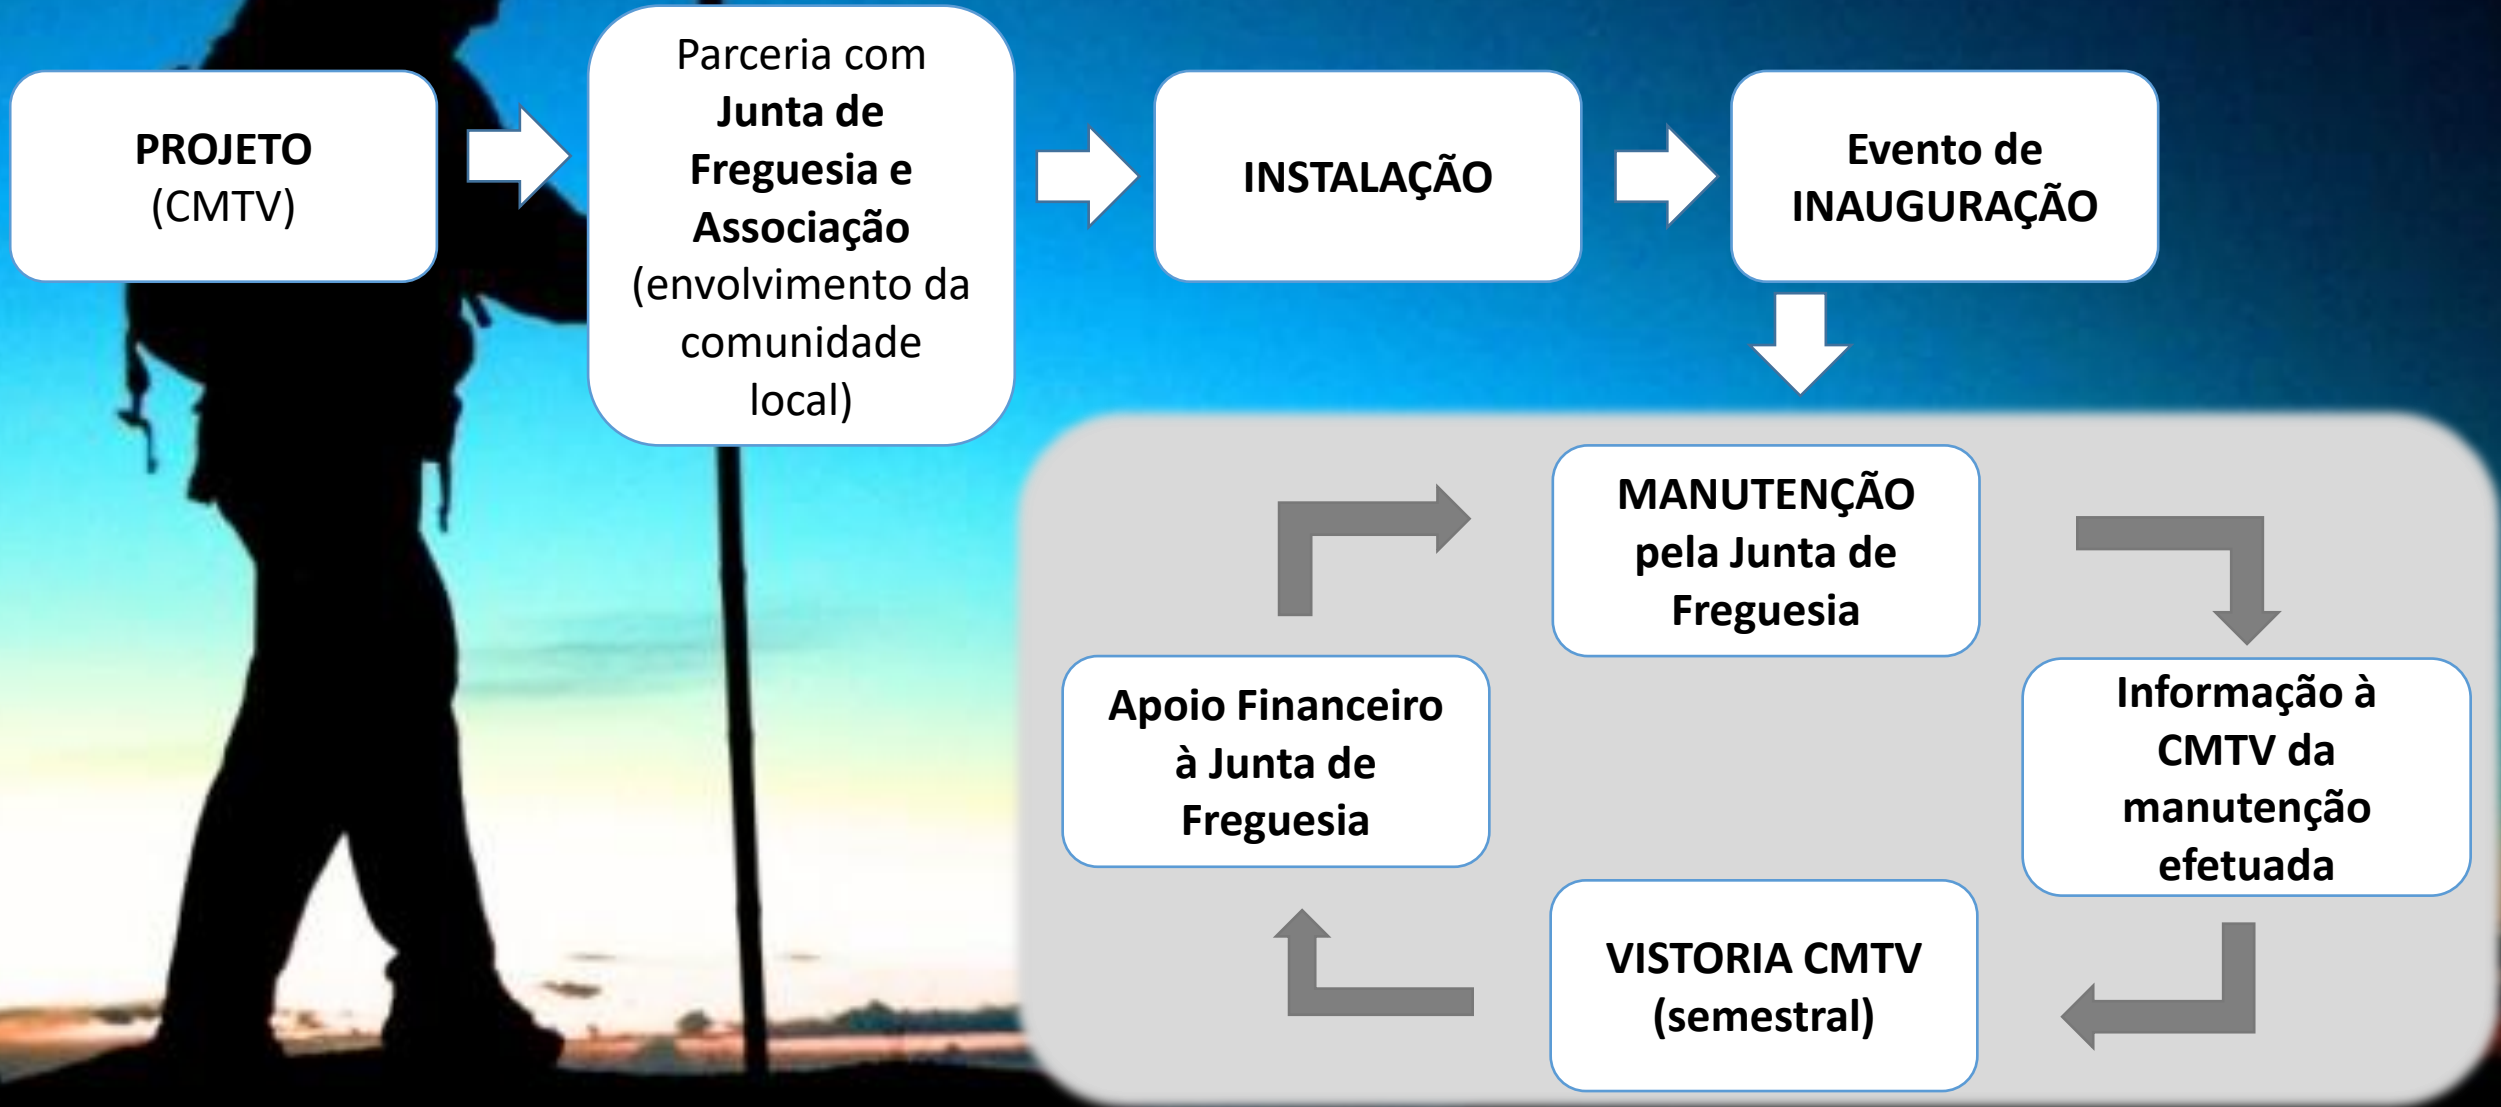 PROJETO
(CMTV)
Parceria com
Junta de
Freguesia e
Associação
(envolvimento da
comunidade
local)
INSTALAÇÃO
Evento de
INAUGURAÇÃO
MANUTENÇÃO
pela Junta de
Freguesia
Informação à
CMTV da
manutenção
efetuada
VISTORIA CMTV
(semestral)
Apoio Financeiro
à Junta de
Freguesia